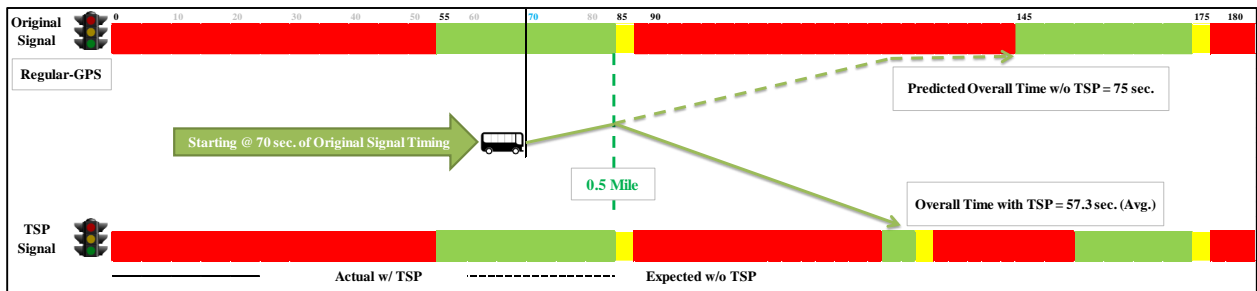 0 10 20 30 40 50 55 60 70 80 85 90 145 175 180
Original
Signal
Regular-GPS
Predicted Overall Time w/o TSP = 75 sec.
Starting @ 70 sec. of Original Signal Timing
0.5 Mile
Overall Time with TSP = 57.3 sec. (Avg.)
TSP
Signal
Actual w/ TSP
Expected w/o TSP